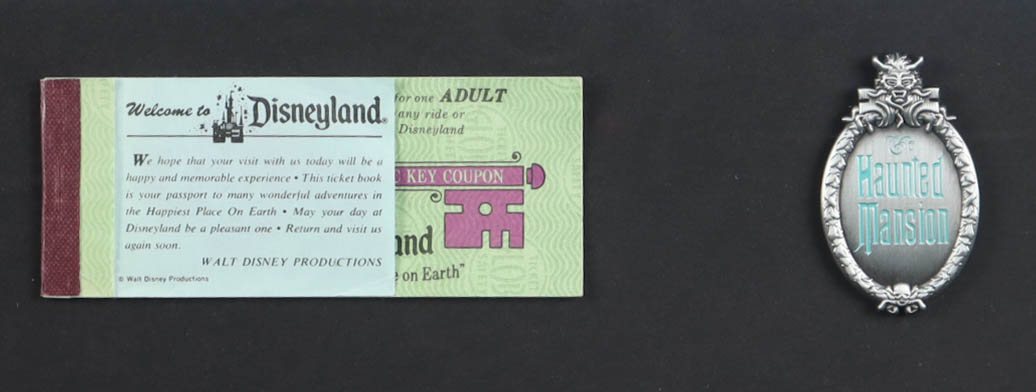 Welcome to Disneyland®
We hope that your visit with us today will be a
happy and memorable experience • This ticket book
is your passport to many wonderful adventures in
the Happiest Place On Earth • May your day at
Disneyland be a pleasant one • Return and visit us
again soon.
WALT DISNEY PRODUCTIONS
© Walt Disney Productions
for one ADULT
any ride or
Disneyland
KEY COUPON
and
e on Earth"
The
Haunted
Mansion